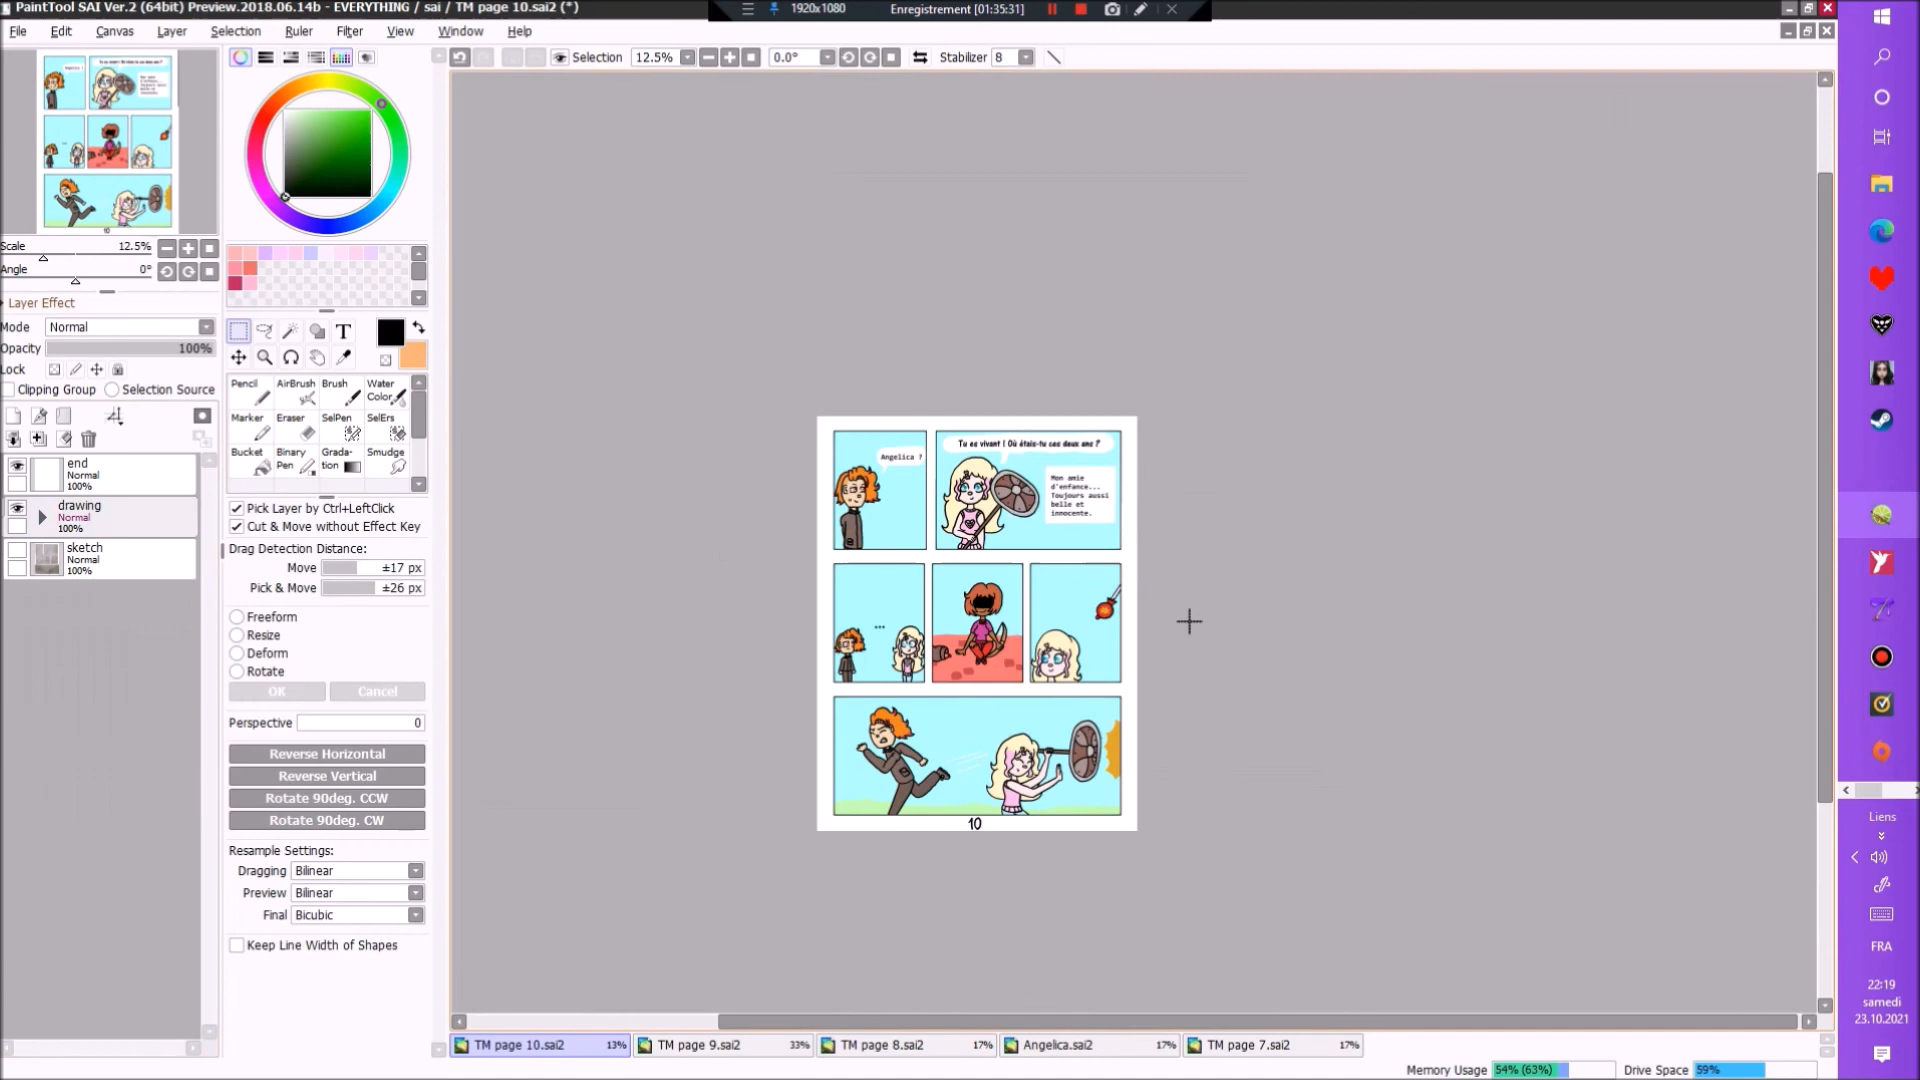 PaintTool SAI Ver.2 (64bit) Preview.2018.06.14b - EVERYTHING / sai / TM page 10.sai2 (*)
1920x1080
Enregistrement [01:35:31]
File Edit Canvas Layer Selection Ruler Filter View Window Help
Selection 12.5% 0.0° Stabilizer 8
Scale 12.5%
Angle 0°
Layer Effect
Mode Normal
Opacity 100%
Lock
Clipping Group Selection Source
end
Normal
100%
drawing
Normal
100%
sketch
Normal
100%
T
Pencil AirBrush Brush Water Color
Marker Eraser SelPen SelErs
Bucket Binary Pen Grada-tion Smudge
Pick Layer by Ctrl+LeftClick
Cut & Move without Effect Key
Drag Detection Distance:
Move ±17 px
Pick & Move ±26 px
Freeform
Resize
Deform
Rotate
OK Cancel
Perspective 0
Reverse Horizontal
Reverse Vertical
Rotate 90deg. CCW
Rotate 90deg. CW
Resample Settings:
Dragging Bilinear
Preview Bilinear
Final Bicubic
Keep Line Width of Shapes
Angelica ?
Tu es vivant ! Où étais-tu ces deux ans ?
Mon amie
d'enfance...
Toujours aussi
belle et
innocente.
...
10
TM page 10.sai2 13% TM page 9.sai2 33% TM page 8.sai2 17% Angelica.sai2 17% TM page 7.sai2 17%
Memory Usage 54% (63%) Drive Space 59%
Liens
FRA
22:19
samedi
23.10.2021